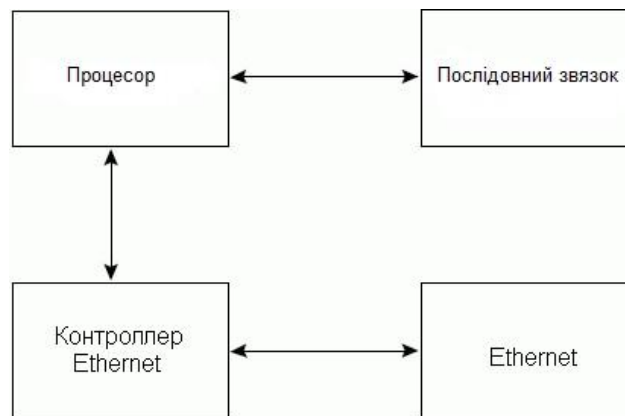 Процесор
Послідовний звязок
Контроллер
Ethernet
Ethernet